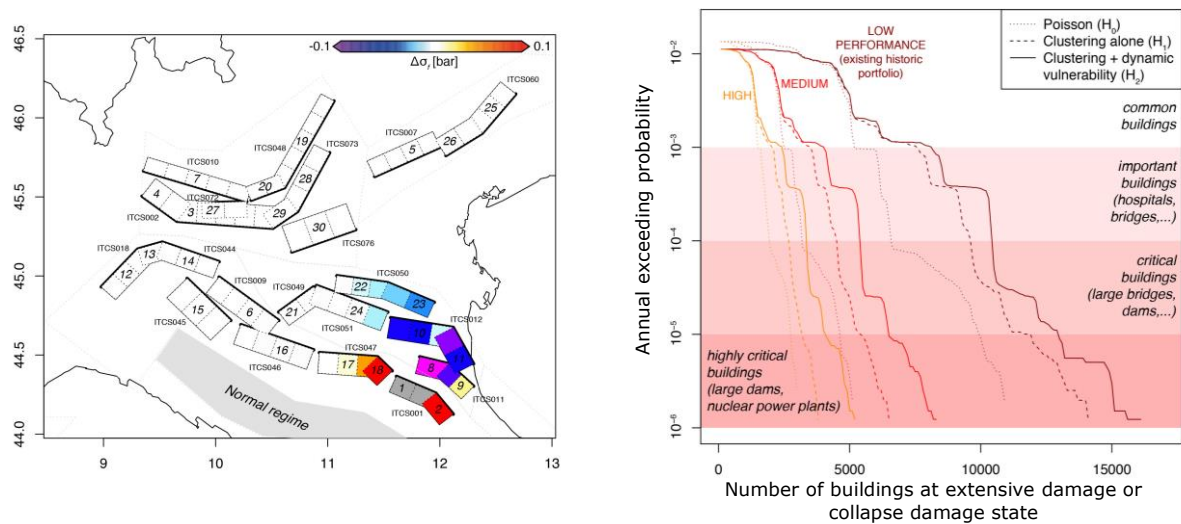 46.5
46.0
45.5
45.0
44.5
44.0
9
10
11
12
13
-0.1
0.1
Δσf [bar]
ITCS060
25
ITCS007
26
5
ITCS048
19
ITCS073
ITCS010
7
20
28
ITCS072
4
3
27
29
ITCS002
30
ITCS076
ITCS018
13
ITCS044
12
14
ITCS009
ITCS049
ITCS050
22
23
15
6
21
24
ITCS012
ITCS045
ITCS051
10
16
ITCS047
11
ITCS046
17
18
8
9
1
ITCS011
ITCS001
2
Normal regime
Annual exceeding probability
10⁻²
10⁻³
10⁻⁴
10⁻⁵
10⁻⁶
0
5000
10000
15000
Number of buildings at extensive damage or
collapse damage state
Poisson (H₀)
Clustering alone (H₁)
Clustering + dynamic
vulnerability (H₂)
LOW
PERFORMANCE
(existing historic
portfolio)
MEDIUM
HIGH
common
buildings
important
buildings
(hospitals,
bridges,...)
critical
buildings
(large bridges,
dams,...)
highly critical
buildings
(large dams,
nuclear power plants)